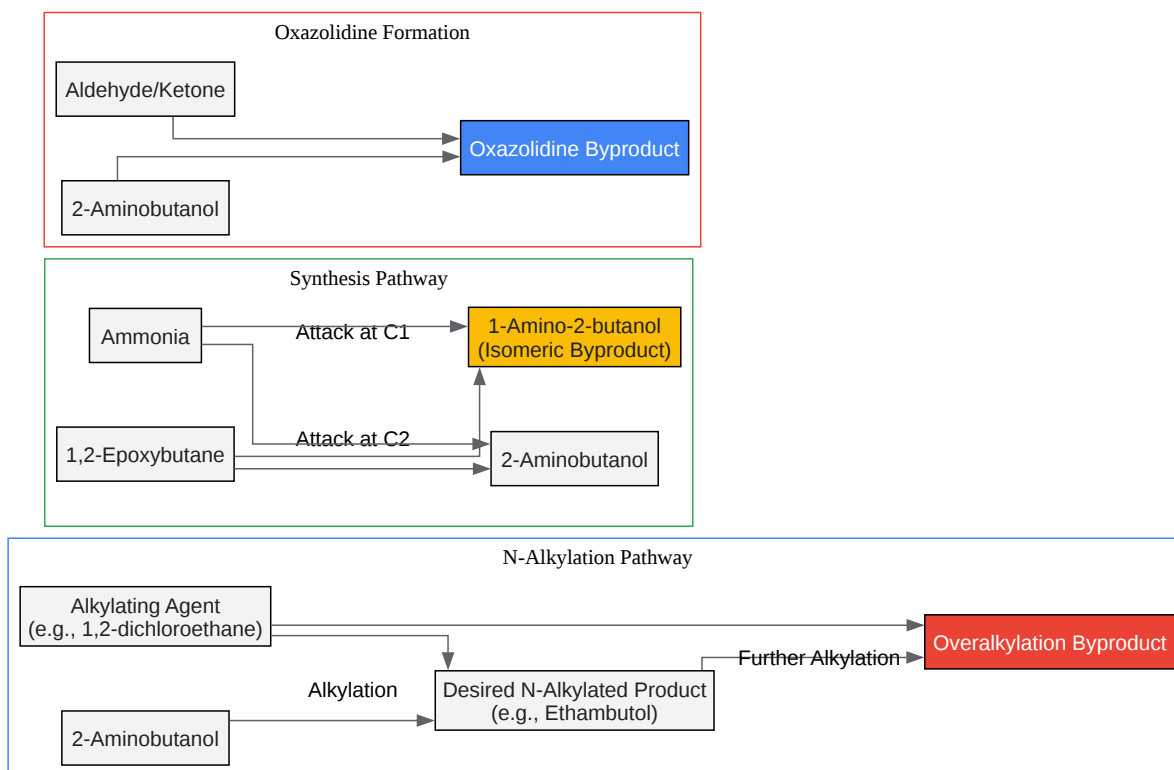 Oxazolidine Formation
Aldehyde/Ketone
Oxazolidine Byproduct
2-Aminobutanol
Synthesis Pathway
Ammonia
Attack at C1
1-Amino-2-butanol
(Isomeric Byproduct)
1,2-Epoxybutane
Attack at C2
2-Aminobutanol
N-Alkylation Pathway
Alkylating Agent
(e.g., 1,2-dichloroethane)
Overalkylation Byproduct
Further Alkylation
Alkylation
Desired N-Alkylated Product
(e.g., Ethambutol)
2-Aminobutanol